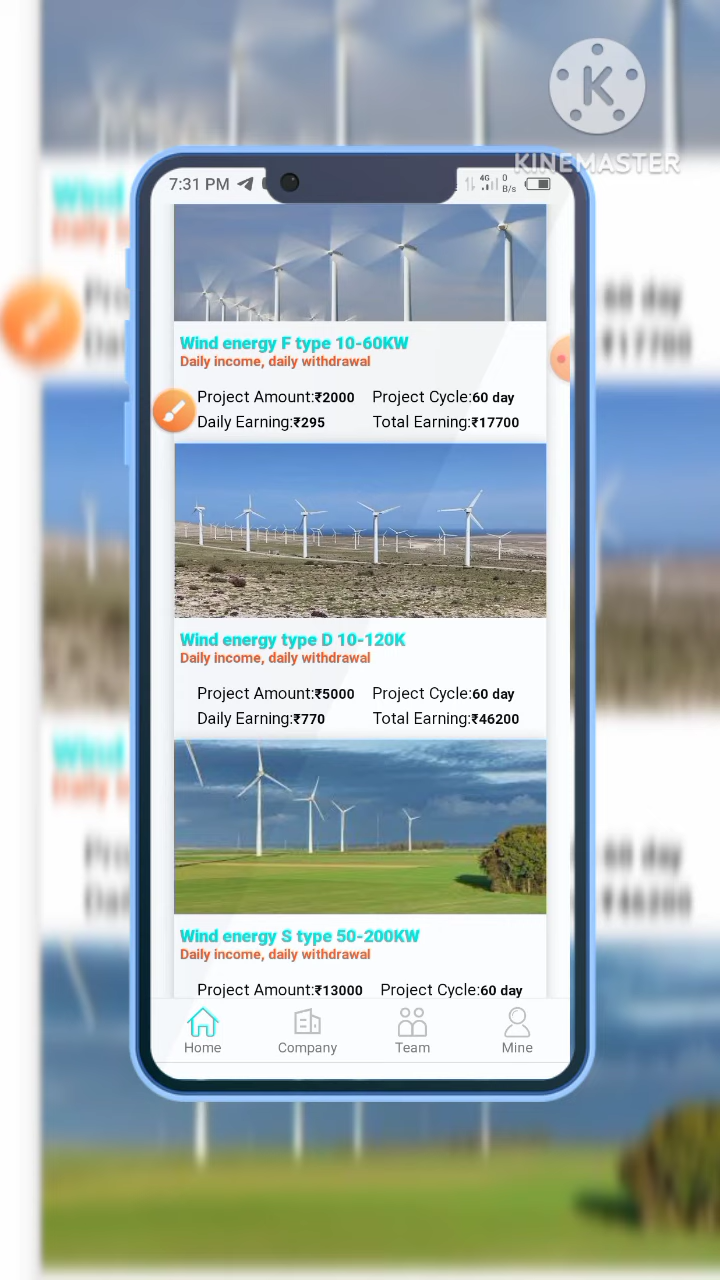 K
KINEMASTER
7:31 PM
4G 0 B/s
Wind energy F type 10-60KW
Daily income, daily withdrawal
Project Amount:₹2000 Project Cycle:60 day
Daily Earning:₹295 Total Earning:₹17700
Wind energy type D 10-120K
Daily income, daily withdrawal
Project Amount:₹5000 Project Cycle:60 day
Daily Earning:₹770 Total Earning:₹46200
Wind energy S type 50-200KW
Daily income, daily withdrawal
Project Amount:₹13000 Project Cycle:60 day
Home Company Team Mine